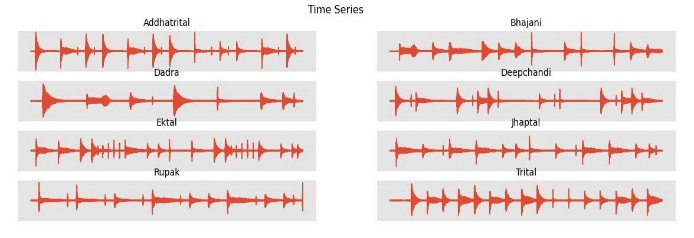 Time Series
Addhatrital
Bhajani
Dadra
Deepchandi
Ektal
Jhaptal
Rupak
Trital